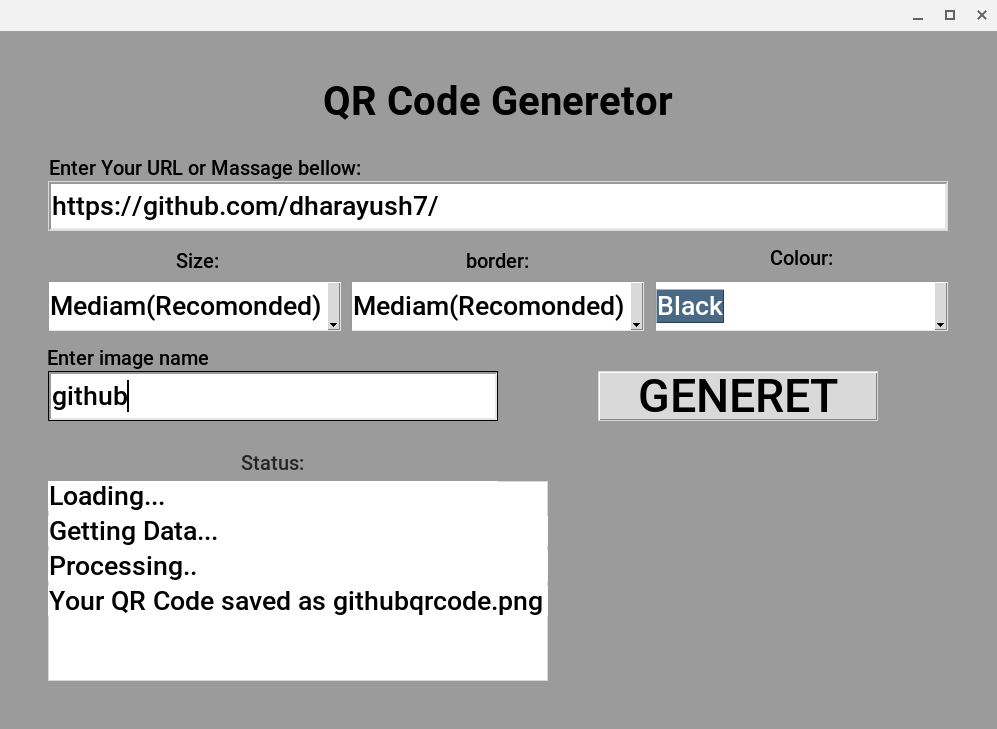 QR Code Generetor
Enter Your URL or Massage bellow:
https://github.com/dharayush7/
Size: border: Colour:
Mediam(Recomonded) Mediam(Recomonded) Black
Enter image name
github GENERET
Status:
Loading...
Getting Data...
Processing..
Your QR Code saved as githubqrcode.png